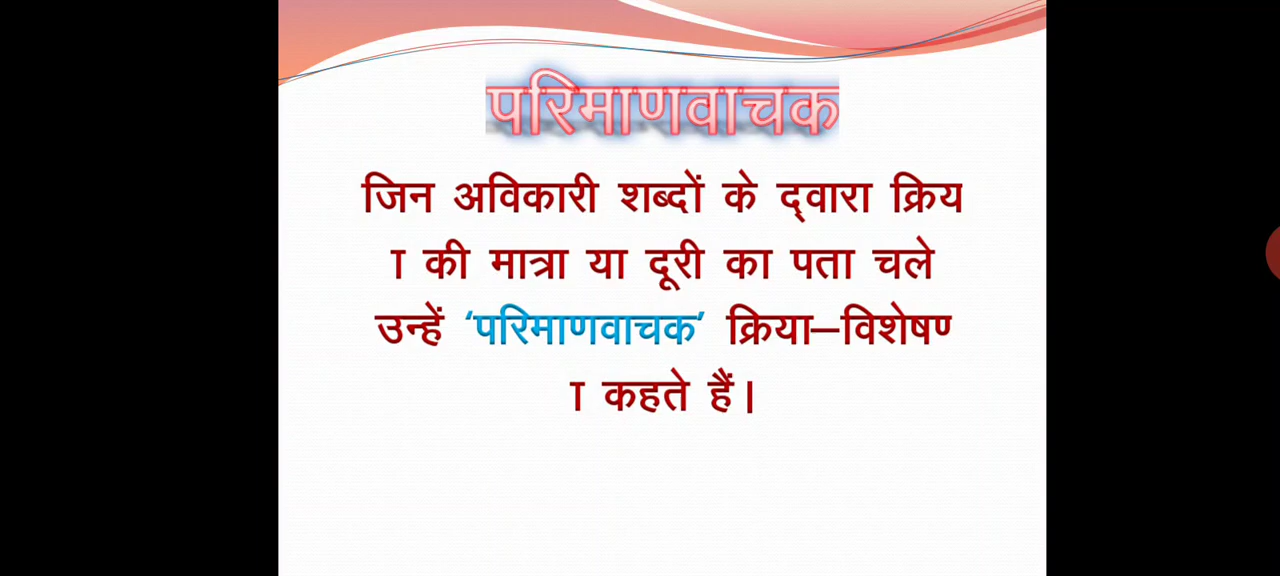 परिमाणवाचक
जिन अविकारी शब्दों के द्‌वारा क्रिय
ा की मात्रा या दूरी का पता चले
उन्हें ‘परिमाणवाचक’ क्रिया–विशेषण्
ा कहते हैं।